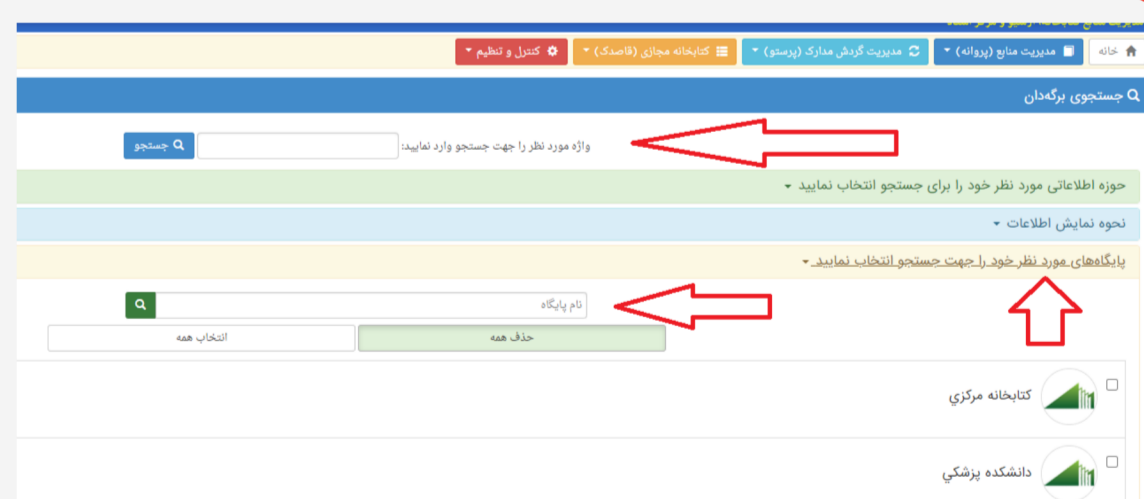 خانه مدیریت منابع (پروانه) مدیریت گردش مدارک (پرستو) کتابخانه مجازی (قاصدک) کنترل و تنظیم
جستجوی برگه‌دان
واژه مورد نظر را جهت جستجو وارد نمایید: جستجو
حوزه اطلاعاتی مورد نظر خود را برای جستجو انتخاب نمایید
نحوه نمایش اطلاعات
پایگاه‌های مورد نظر خود را جهت جستجو انتخاب نمایید
نام پایگاه
حذف همه انتخاب همه
کتابخانه مرکزي
دانشکده پزشکي